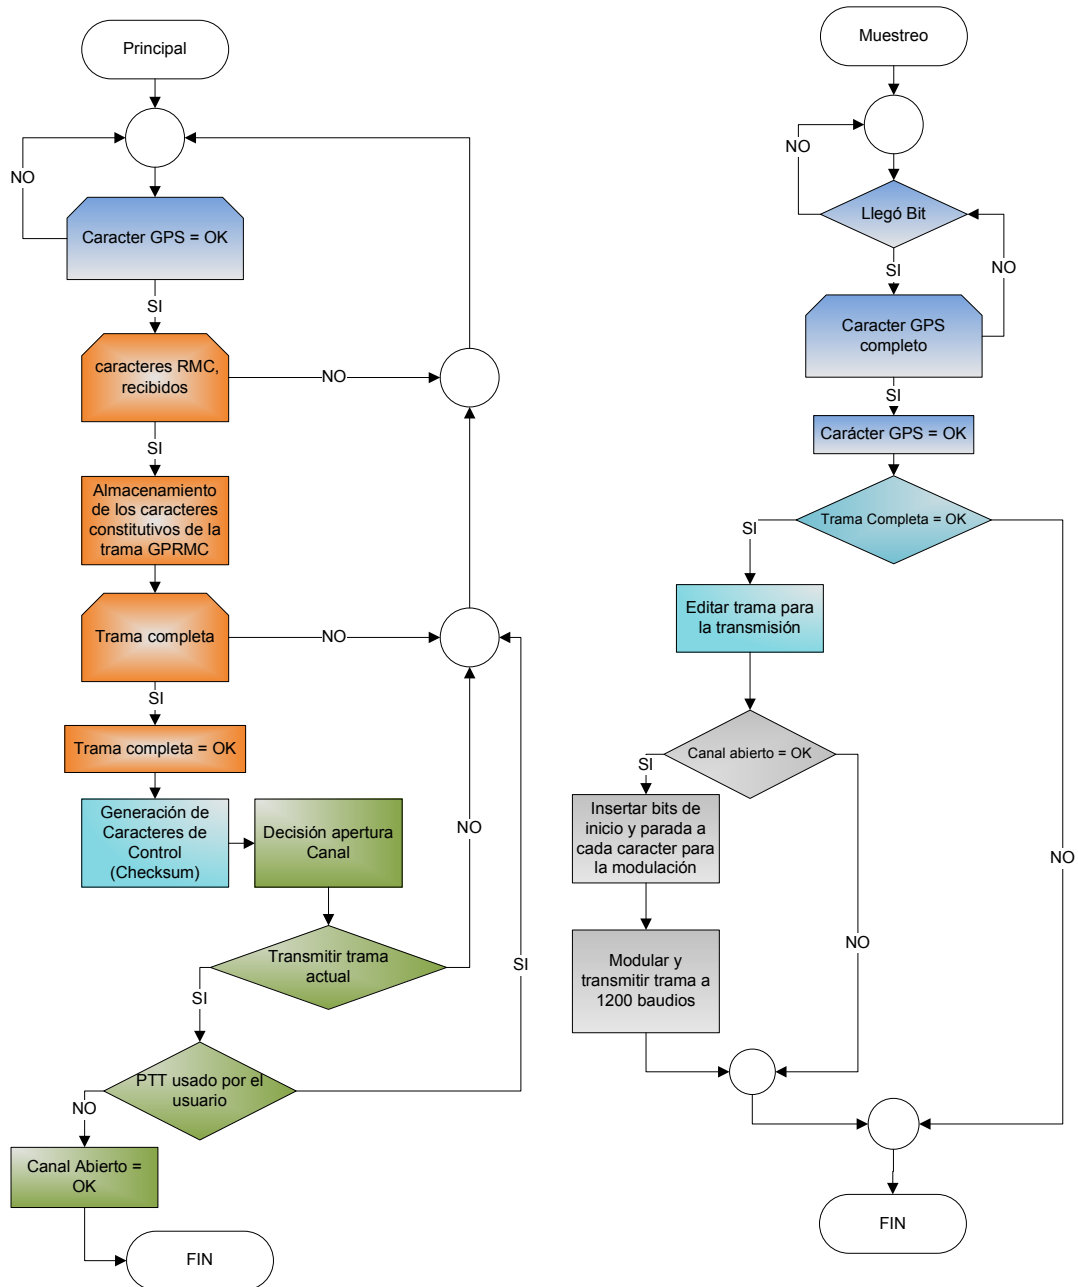 Principal
NO
Caracter GPS = OK
SI
caracteres RMC,
recibidos
NO
SI
Almacenamiento
de los caracteres
constitutivos de la
trama GPRMC
Trama completa
NO
SI
Trama completa = OK
Generación de
Caracteres de
Control
(Checksum)
Decisión apertura
Canal
NO
Transmitir trama
actual
SI
SI
PTT usado por el
usuario
NO
Canal Abierto =
OK
FIN
Muestreo
NO
Llegó Bit
SI
NO
Caracter GPS
completo
SI
Carácter GPS = OK
Trama Completa = OK
SI
Editar trama para
la transmisión
NO
Canal abierto = OK
SI
Insertar bits de
inicio y parada a
cada caracter para
la modulación
NO
Modular y
transmitir trama a
1200 baudios
FIN